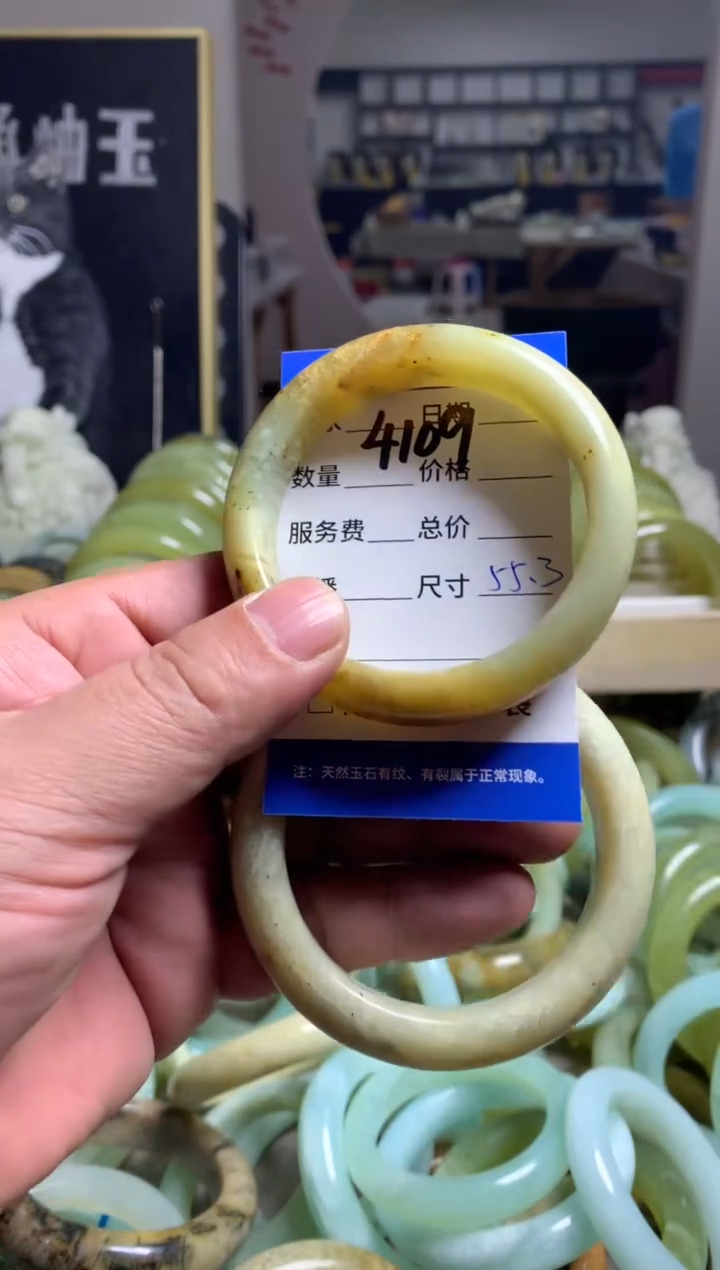 岫玉
日期
4109
数量 价格
服务费 总价
尺寸 55.3
注：天然玉石有纹、有裂属于正常现象。